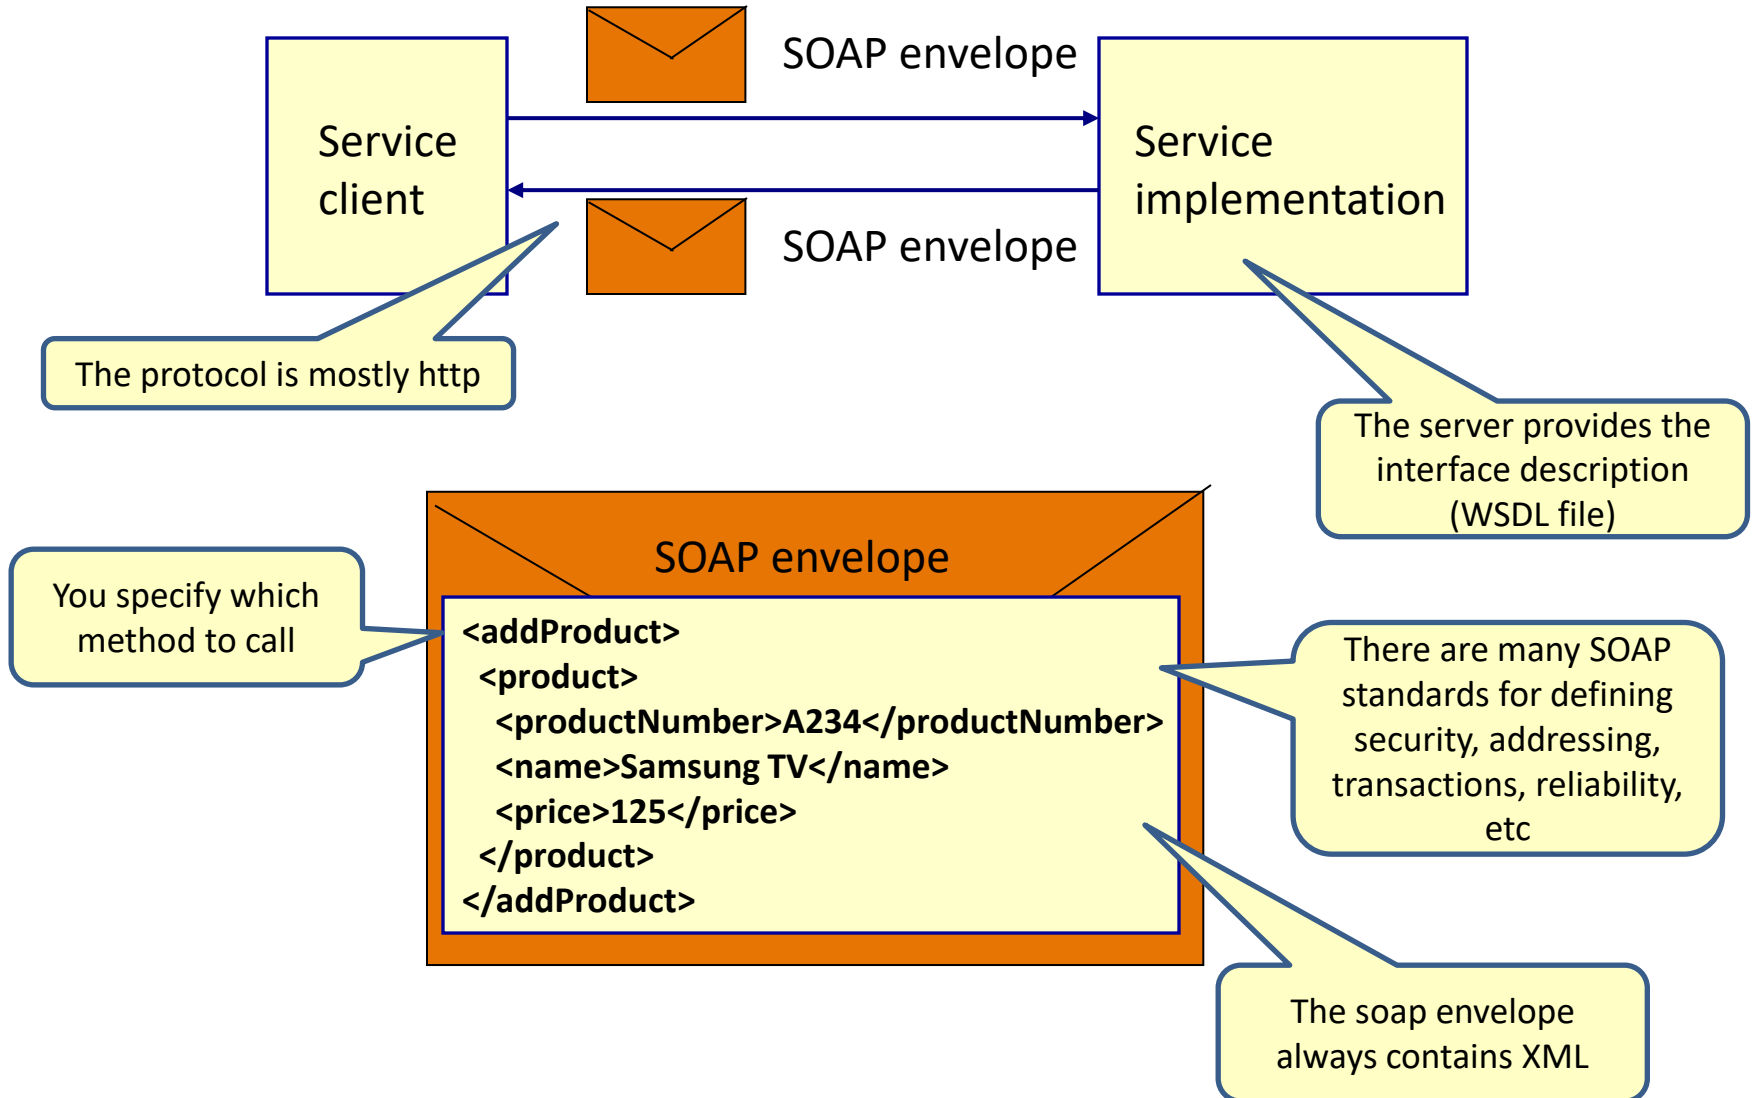 SOAP envelope
Service
client
Service
implementation
SOAP envelope
The protocol is mostly http
The server provides the
interface description
(WSDL file)
SOAP envelope
You specify which
method to call
<addProduct>
<product>
<productNumber>A234</productNumber>
<name>Samsung TV</name>
<price>125</price>
</product>
</addProduct>
There are many SOAP
standards for defining
security, addressing,
transactions, reliability,
etc
The soap envelope
always contains XML